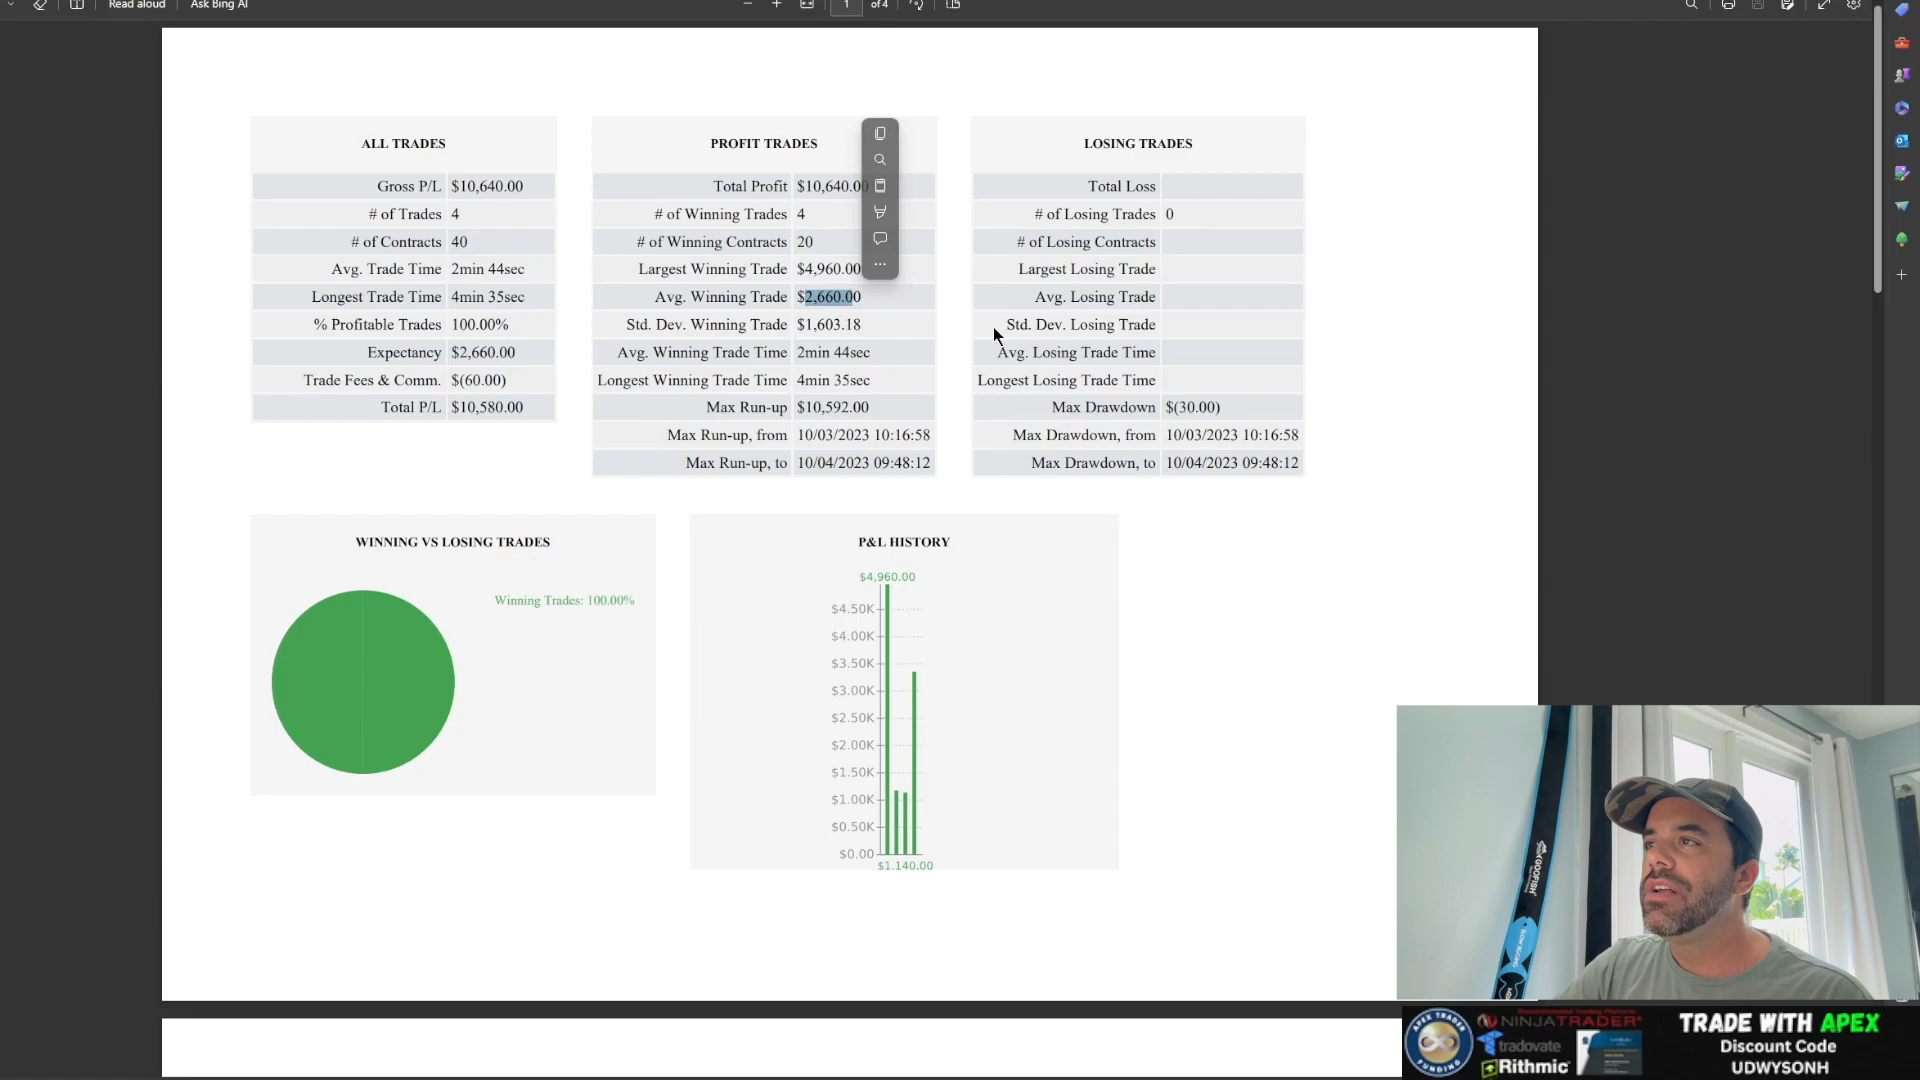 Read aloud
Ask Bing AI
1
of 4
ALL TRADES
Gross P/L $10,640.00
# of Trades 4
# of Contracts 40
Avg. Trade Time 2min 44sec
Longest Trade Time 4min 35sec
% Profitable Trades 100.00%
Expectancy $2,660.00
Trade Fees & Comm. $(60.00)
Total P/L $10,580.00
PROFIT TRADES
Total Profit $10,640.00
# of Winning Trades 4
# of Winning Contracts 20
Largest Winning Trade $4,960.00
Avg. Winning Trade $2,660.00
Std. Dev. Winning Trade $1,603.18
Avg. Winning Trade Time 2min 44sec
Longest Winning Trade Time 4min 35sec
Max Run-up $10,592.00
Max Run-up, from 10/03/2023 10:16:58
Max Run-up, to 10/04/2023 09:48:12
LOSING TRADES
Total Loss
# of Losing Trades 0
# of Losing Contracts
Largest Losing Trade
Avg. Losing Trade
Std. Dev. Losing Trade
Avg. Losing Trade Time
Longest Losing Trade Time
Max Drawdown $(30.00)
Max Drawdown, from 10/03/2023 10:16:58
Max Drawdown, to 10/04/2023 09:48:12
WINNING VS LOSING TRADES
Winning Trades: 100.00%
P&L HISTORY
$4,960.00
$4.50K
$4.00K
$3.50K
$3.00K
$2.50K
$2.00K
$1.50K
$1.00K
$0.50K
$0.00
$1,140.00
GOOFISH
APEX TRADER
FUNDING
Recommended Trading Platform
NINJATRADER
tradovate
Rithmic
TRADE WITH APEX
Discount Code
UDWYSONH